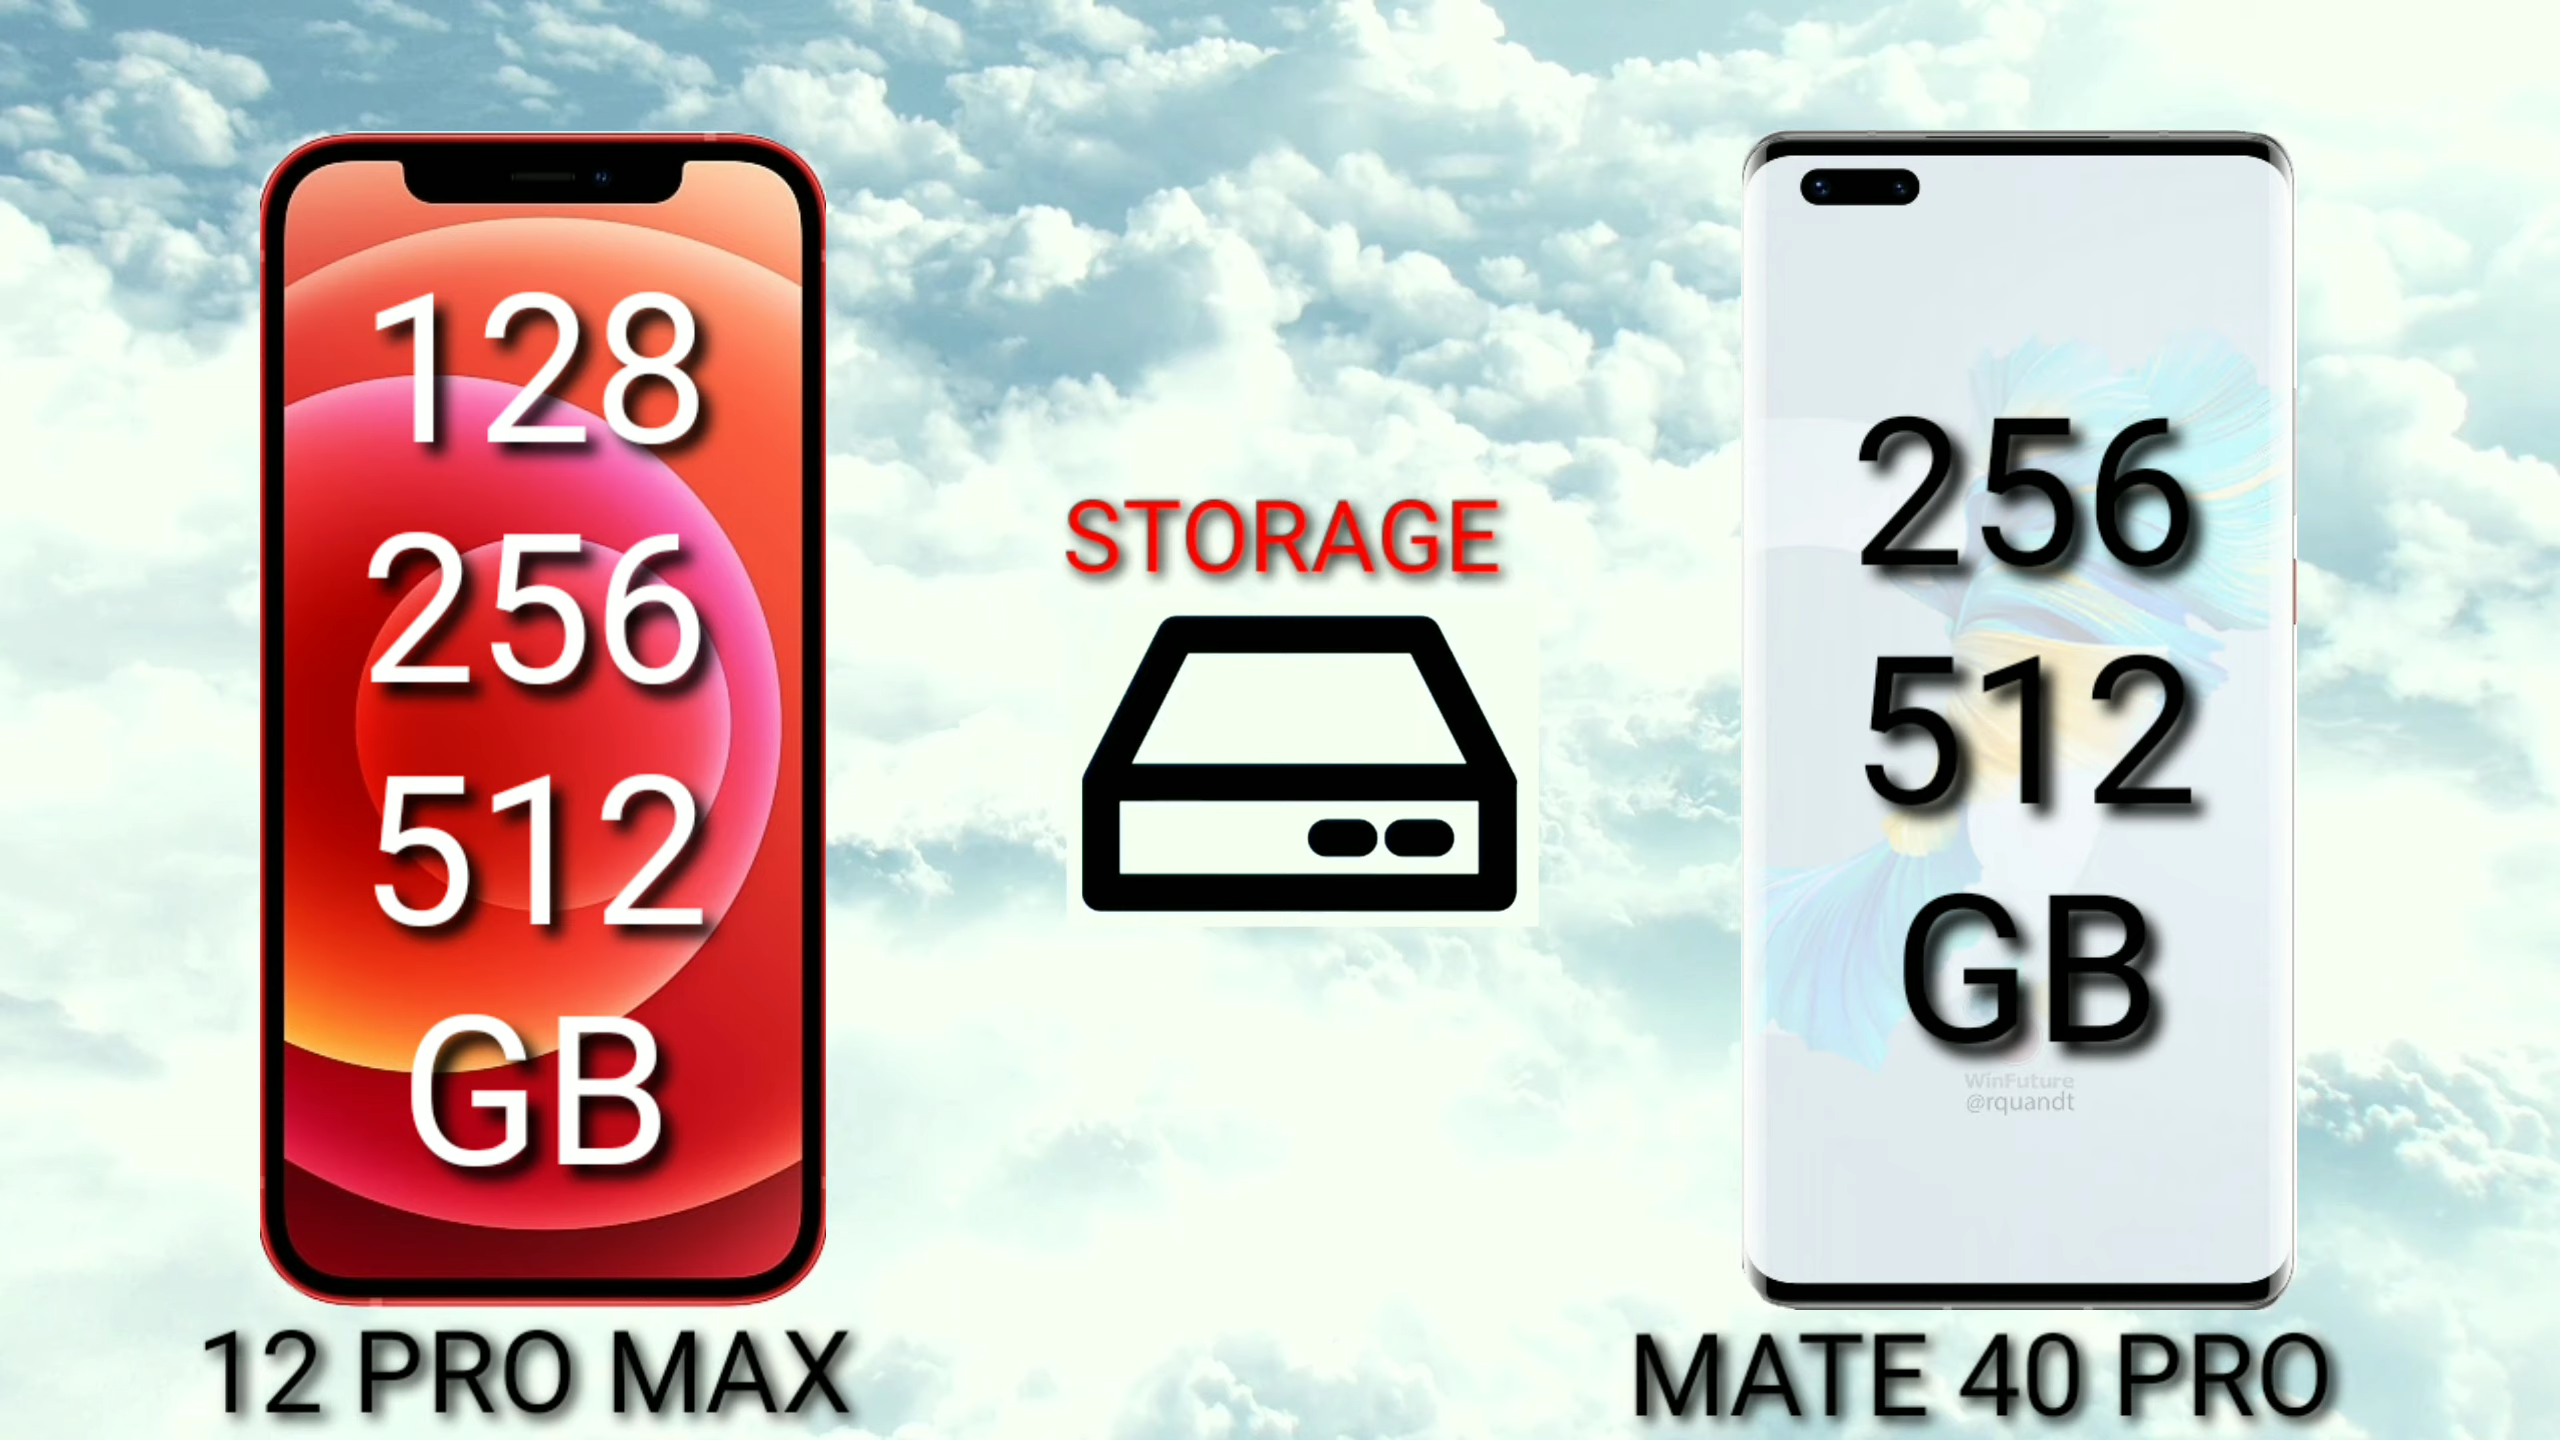 128
256
512
GB
12 PRO MAX
STORAGE
256
512
GB
WinFuture
@rquandt
MATE 40 PRO